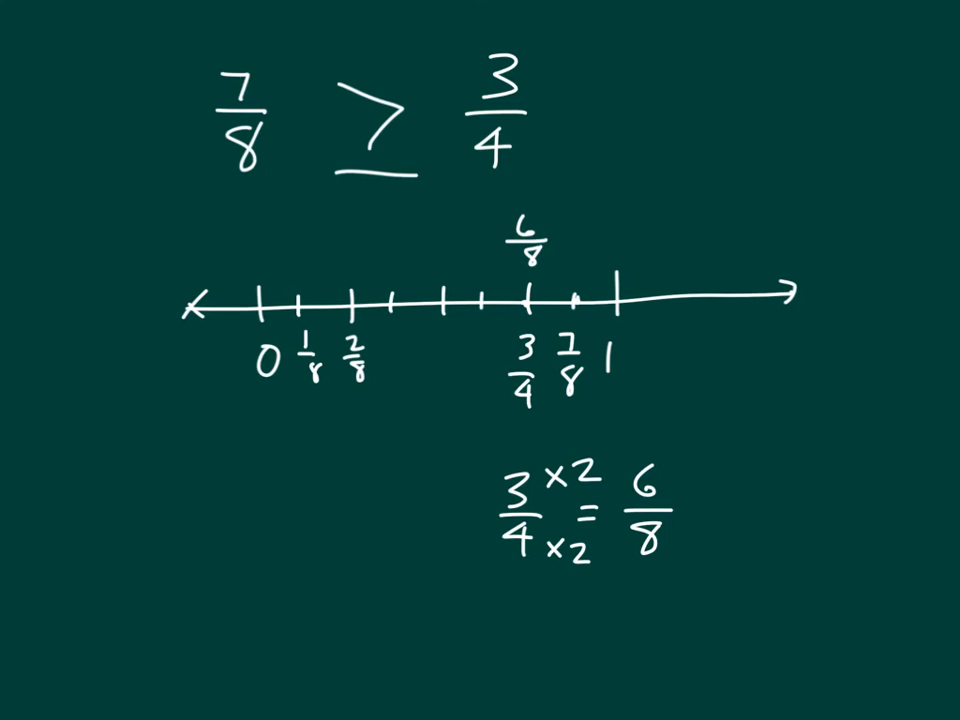 7/8 > 3/4
6/8
0 1/8 2/8 3/4 7/8 1
3/4 ×2 ×2 = 6/8